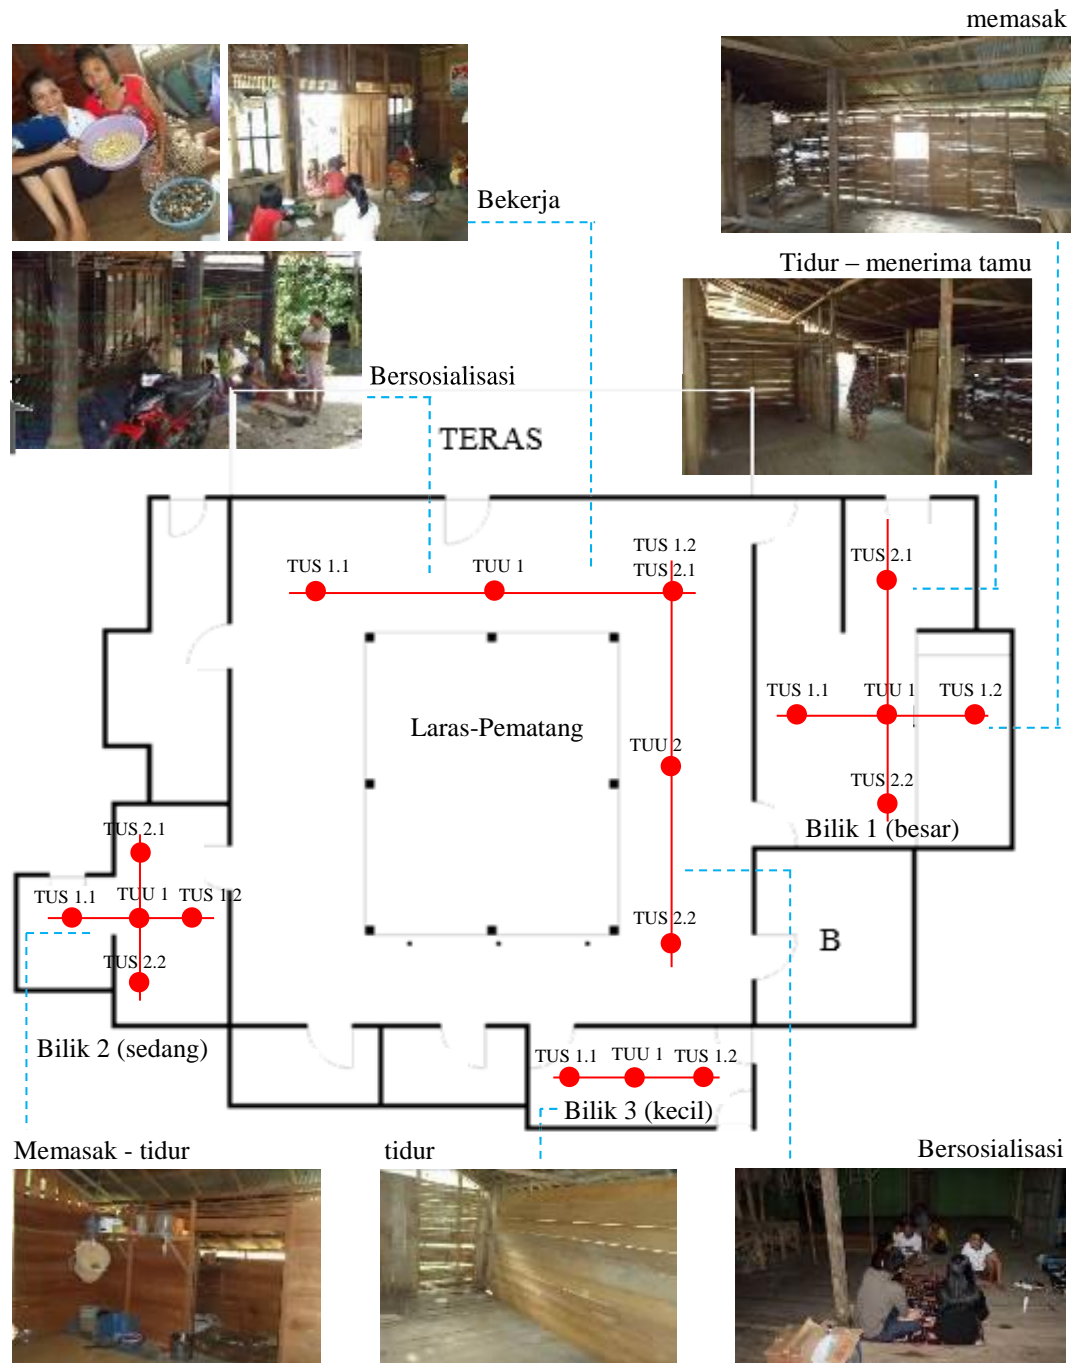 memasak
Bekerja
Tidur – menerima tamu
Bersosialisasi
TERAS
TUS 1.1
TUU 1
TUS 1.2
TUS 2.1
TUS 2.1
TUS 1.1
TUU 1
TUS 1.2
Laras-Pematang
TUU 2
TUS 2.2
Bilik 1 (besar)
TUS 2.1
TUS 1.1
TUU 1
TUS 1.2
TUS 2.2
TUS 2.2
B
Bilik 2 (sedang)
TUS 1.1
TUU 1
TUS 1.2
Bilik 3 (kecil)
Memasak - tidur
tidur
Bersosialisasi